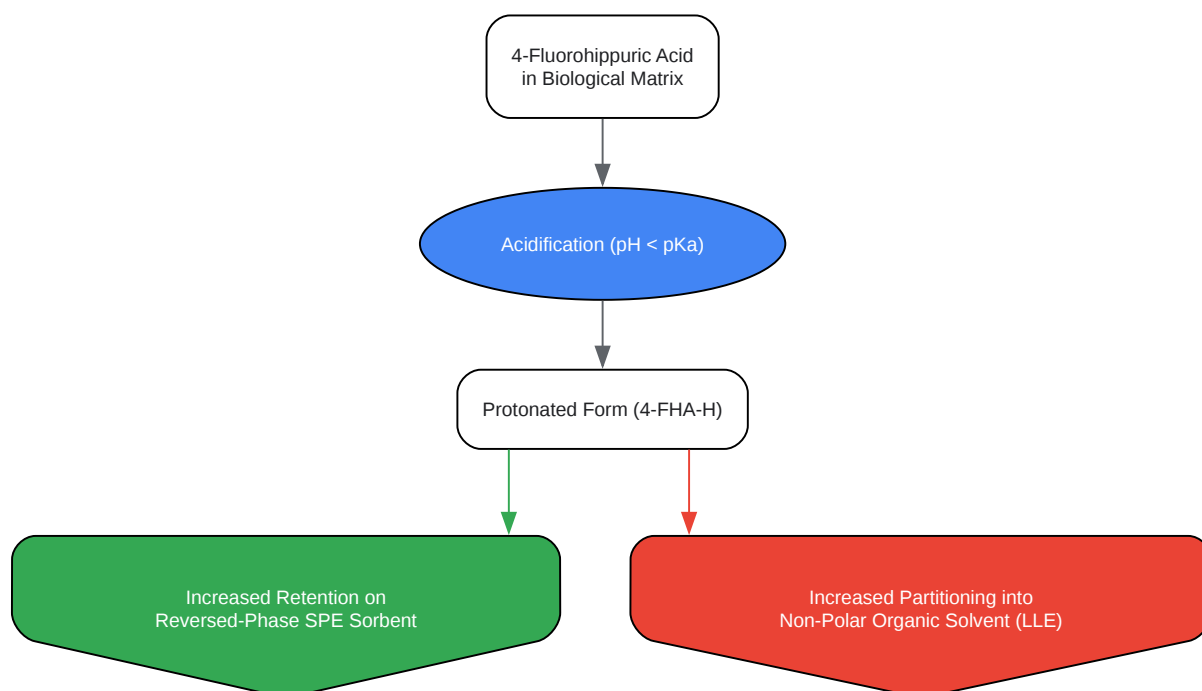 4-Fluorohippuric Acid
in Biological Matrix
Acidification (pH < pKa)
Protonated Form (4-FHA-H)
Increased Retention on
Reversed-Phase SPE Sorbent
Increased Partitioning into
Non-Polar Organic Solvent (LLE)